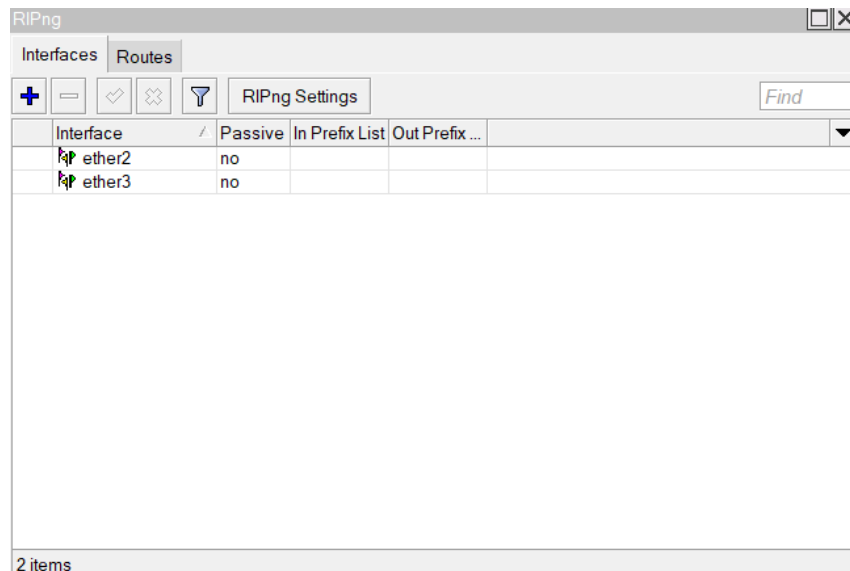 RIPng
Interfaces Routes
RIPng Settings Find
Interface Passive In Prefix List Out Prefix ...
ether2 no
ether3 no
2 items